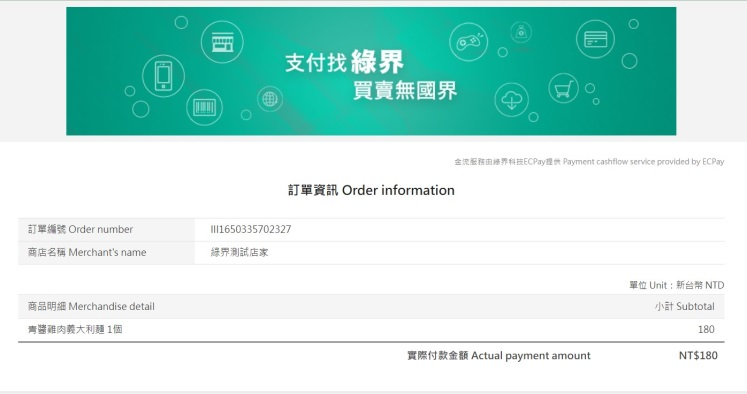 支付找 綠界
買賣無國界
金流服務由綠界科技ECPay提供 Payment cashflow service provided by ECPay
訂單資訊 Order information
訂單編號 Order number lll1650335702327
商店名稱 Merchant's name 綠界測試店家
單位 Unit：新台幣 NTD
商品明細 Merchandise detail 小計 Subtotal
青醬雞肉義大利麵 1個 180
實際付款金額 Actual payment amount NT$180